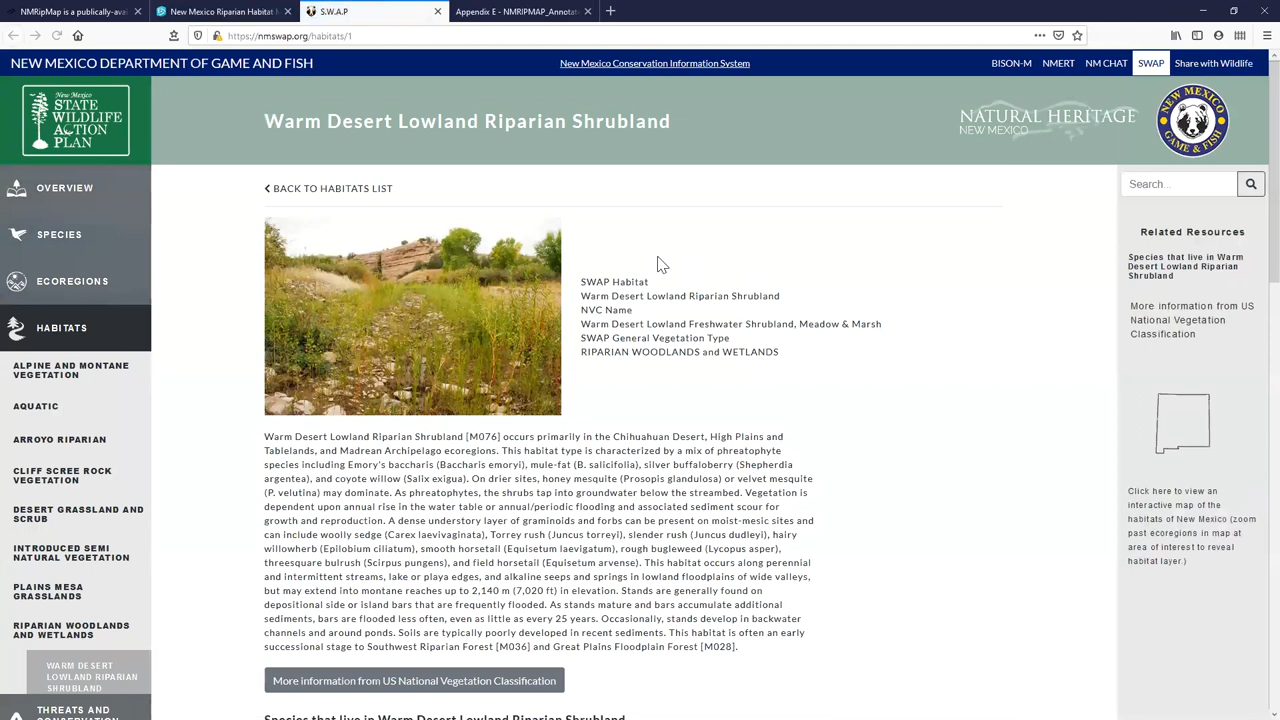 NMRipMap is a publically-ava
New Mexico Riparian Habitat M
S.W.A.P
Appendix E - NMRIPMAP_Annotat
https://nmswap.org/habitats/1
NEW MEXICO DEPARTMENT OF GAME AND FISH
New Mexico Conservation Information System
BISON-M NMERT NM CHAT SWAP Share with Wildlife
New Mexico
STATE
WILDLIFE
ACTION
PLAN
Warm Desert Lowland Riparian Shrubland
NATURAL HERITAGE
NEW MEXICO
NEW MEXICO
GAME & FISH
OVERVIEW
SPECIES
ECOREGIONS
HABITATS
ALPINE AND MONTANE
VEGETATION
AQUATIC
ARROYO RIPARIAN
CLIFF SCREE ROCK
VEGETATION
DESERT GRASSLAND AND
SCRUB
INTRODUCED SEMI
NATURAL VEGETATION
PLAINS MESA
GRASSLANDS
RIPARIAN WOODLANDS
AND WETLANDS
WARM DESERT
LOWLAND RIPARIAN
SHRUBLAND
THREATS AND
BACK TO HABITATS LIST
SWAP Habitat
Warm Desert Lowland Riparian Shrubland
NVC Name
Warm Desert Lowland Freshwater Shrubland, Meadow & Marsh
SWAP General Vegetation Type
RIPARIAN WOODLANDS and WETLANDS
Warm Desert Lowland Riparian Shrubland [M076] occurs primarily in the Chihuahuan Desert, High Plains and
Tablelands, and Madrean Archipelago ecoregions. This habitat type is characterized by a mix of phreatophyte
species including Emory's baccharis (Baccharis emoryi), mule-fat (B. salicifolia), silver buffaloberry (Shepherdia
argentea), and coyote willow (Salix exigua). On drier sites, honey mesquite (Prosopis glandulosa) or velvet mesquite
(P. velutina) may dominate. As phreatophytes, the shrubs tap into groundwater below the streambed. Vegetation is
dependent upon annual rise in the water table or annual/periodic flooding and associated sediment scour for
growth and reproduction. A dense understory layer of graminoids and forbs can be present on moist-mesic sites and
can include woolly sedge (Carex laevivaginata), Torrey rush (Juncus torreyi), slender rush (Juncus dudleyi), hairy
willowherb (Epilobium ciliatum), smooth horsetail (Equisetum laevigatum), rough bugleweed (Lycopus asper),
threesquare bulrush (Scirpus pungens), and field horsetail (Equisetum arvense). This habitat occurs along perennial
and intermittent streams, lake or playa edges, and alkaline seeps and springs in lowland floodplains of wide valleys,
but may extend into montane reaches up to 2,140 m (7,020 ft) in elevation. Stands are generally found on
depositional side or island bars that are frequently flooded. As stands mature and bars accumulate additional
sediments, bars are flooded less often, even as little as every 25 years. Occasionally, stands develop in backwater
channels and around ponds. Soils are typically poorly developed in recent sediments. This habitat is often an early
successional stage to Southwest Riparian Forest [M036] and Great Plains Floodplain Forest [M028].
More information from US National Vegetation Classification
Species that live in Warm Desert Lowland Riparian Shrubland
Search...
Related Resources
Species that live in Warm
Desert Lowland Riparian
Shrubland
More information from US
National Vegetation
Classification
Click here to view an
interactive map of the
habitats of New Mexico (zoom
past ecoregions in map at
area of interest to reveal
habitat layer.)